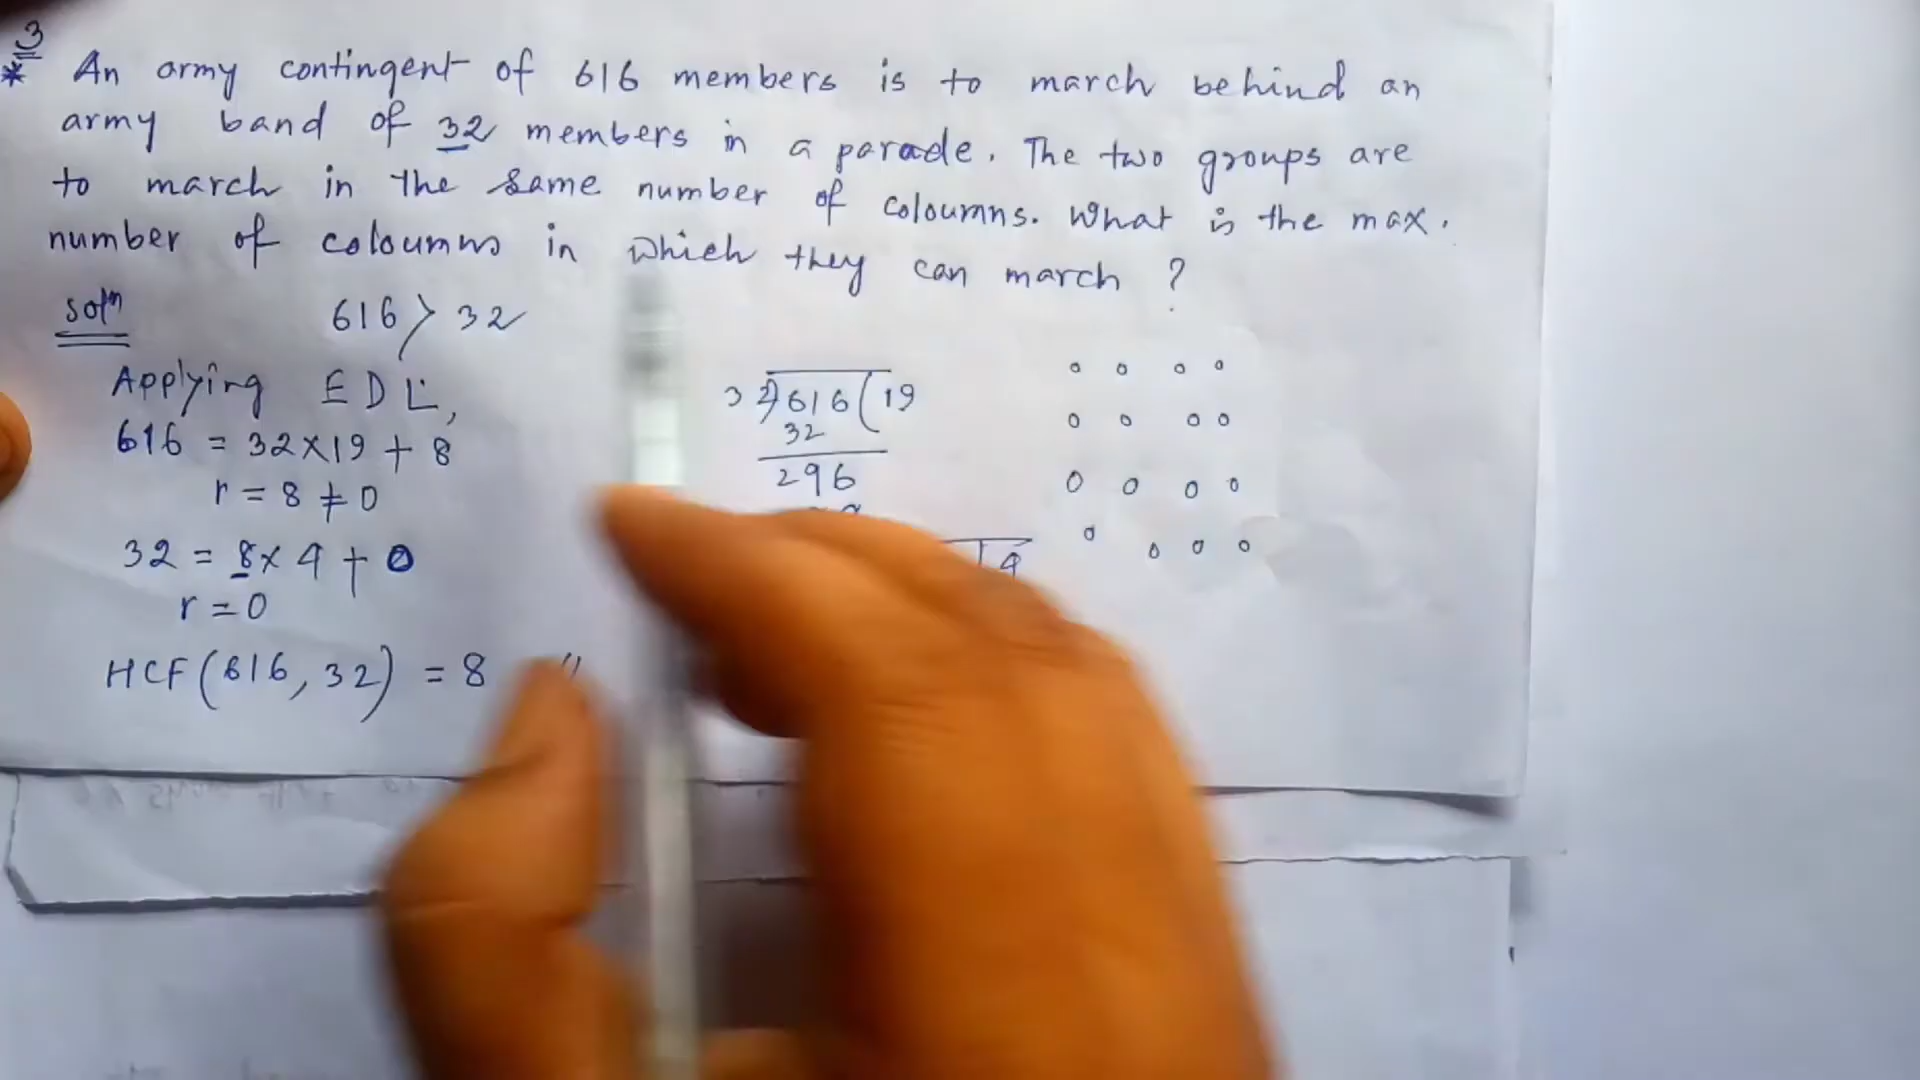 3
* An army contingent of 616 members is to march behind an
army band of 32 members in a parade. The two groups are
to march in the same number of coloumns. What is the max.
number of coloumns in which they can march ?
Solⁿ 616 > 32
Applying EDL,
616 = 32×19 + 8
r = 8 ≠ 0
32 = 8× 4 + 0
r = 0
HCF (616, 32) = 8 //
32)616(19
32
296